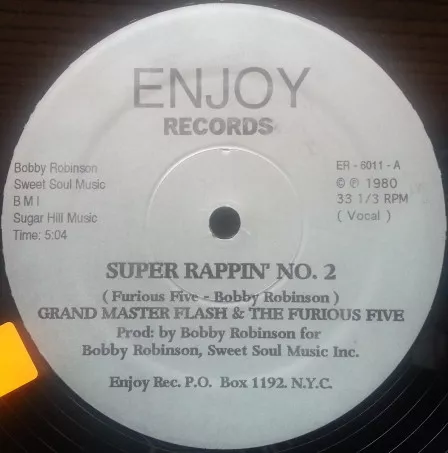 ENJOY
RECORDS
Bobby Robinson
Sweet Soul Music
B M I
Sugar Hill Music
Time: 5:04
ER - 6011 - A
© ℗ 1980
33 1/3 RPM
( Vocal )
SUPER RAPPIN' NO. 2
( Furious Five - Bobby Robinson )
GRAND MASTER FLASH & THE FURIOUS FIVE
Prod: by Bobby Robinson for
Bobby Robinson, Sweet Soul Music Inc.
Enjoy Rec. P.O. Box 1192. N.Y.C.